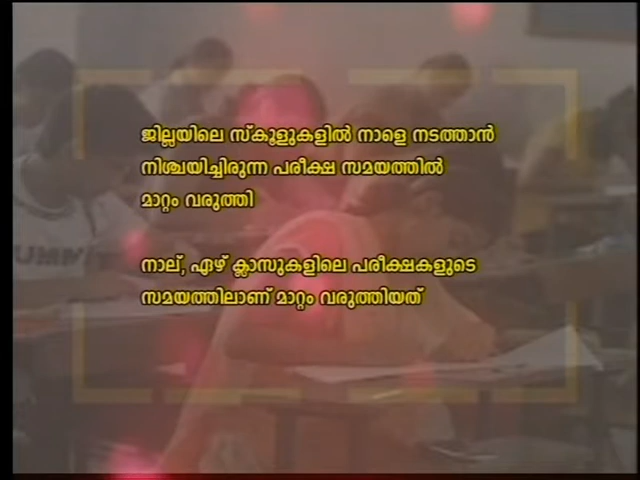 ജില്ലയിലെ സ്കൂളുകളിൽ നാളെ നടത്താൻ
നിശ്ചയിച്ചിരുന്ന പരീക്ഷ സമയത്തിൽ
മാറ്റം വരുത്തി
നാല്, ഏഴ് ക്ലാസുകളിലെ പരീക്ഷകളുടെ
സമയത്തിലാണ് മാറ്റം വരുത്തിയത്